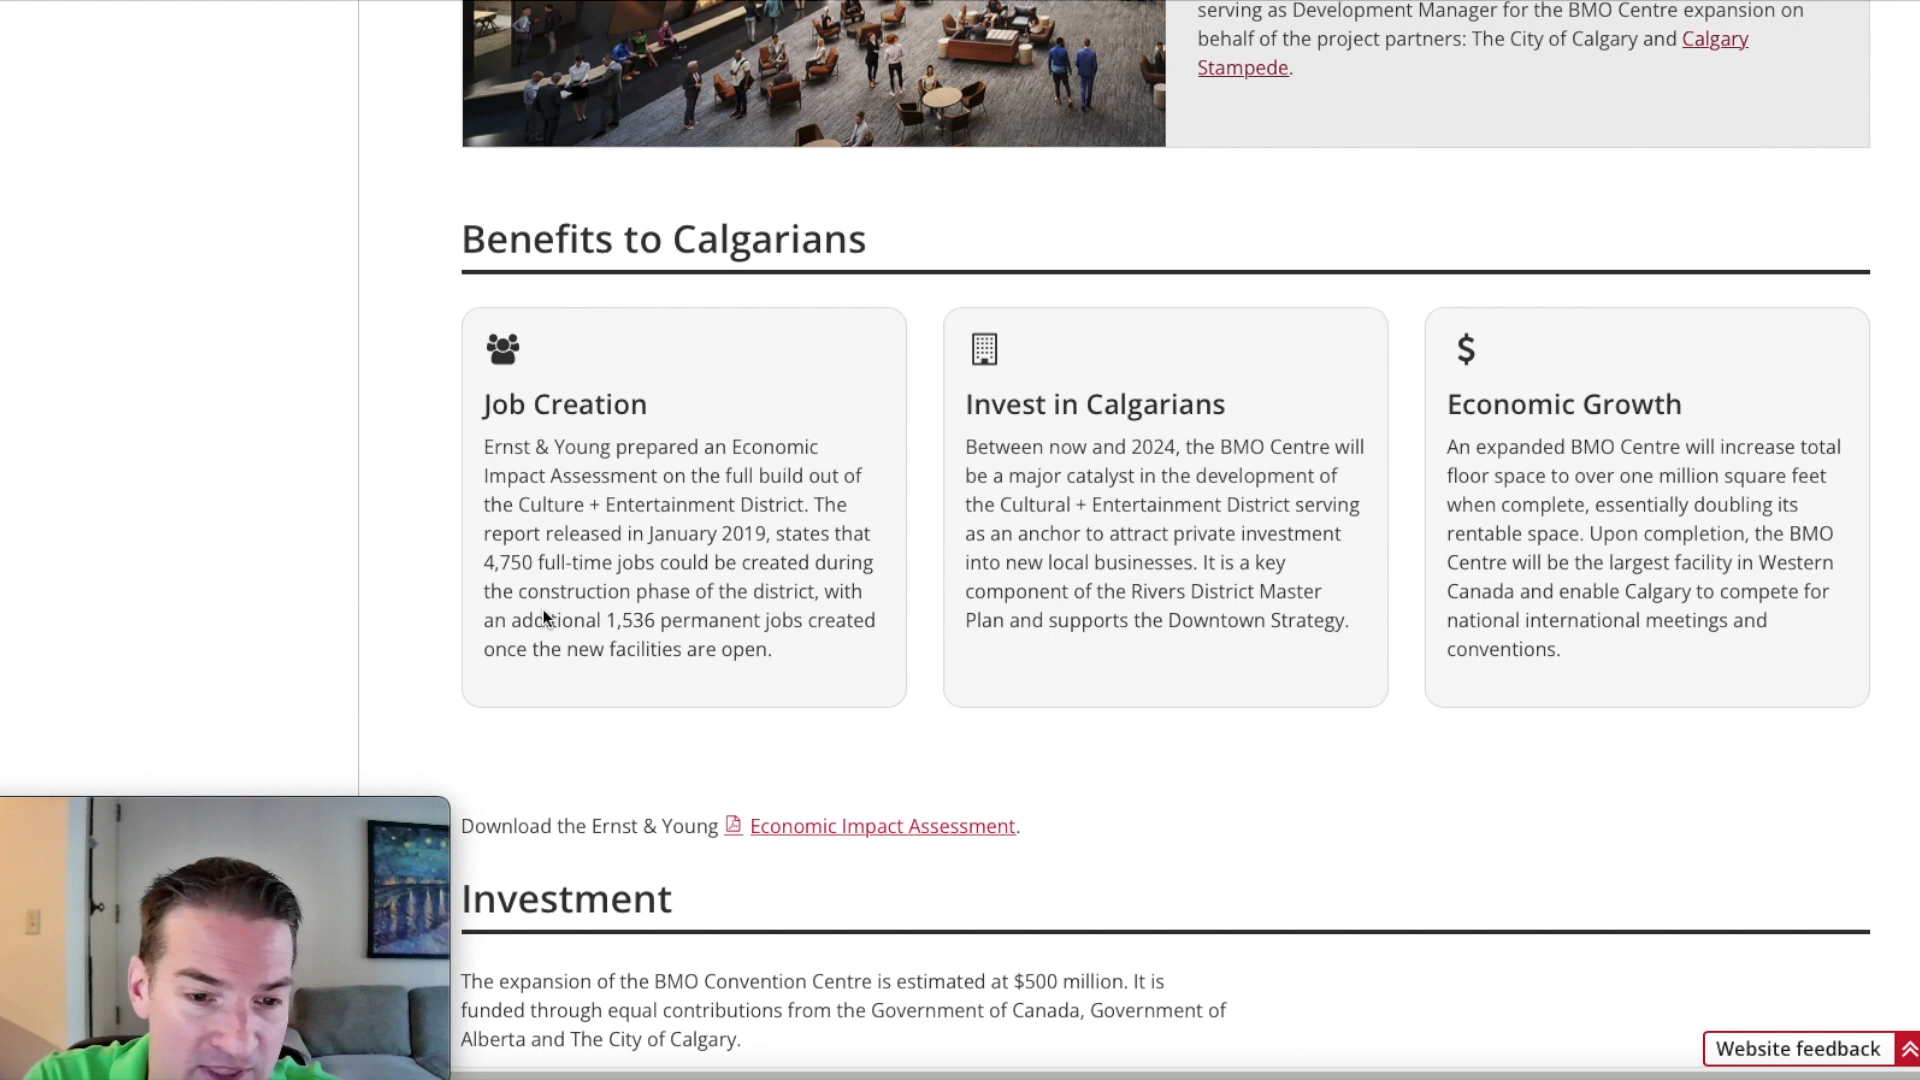 serving as Development Manager for the BMO Centre expansion on
behalf of the project partners: The City of Calgary and Calgary
Stampede.
Benefits to Calgarians
Job Creation
Ernst & Young prepared an Economic
Impact Assessment on the full build out of
the Culture + Entertainment District. The
report released in January 2019, states that
4,750 full-time jobs could be created during
the construction phase of the district, with
an additional 1,536 permanent jobs created
once the new facilities are open.
Invest in Calgarians
Between now and 2024, the BMO Centre will
be a major catalyst in the development of
the Cultural + Entertainment District serving
as an anchor to attract private investment
into new local businesses. It is a key
component of the Rivers District Master
Plan and supports the Downtown Strategy.
Economic Growth
An expanded BMO Centre will increase total
floor space to over one million square feet
when complete, essentially doubling its
rentable space. Upon completion, the BMO
Centre will be the largest facility in Western
Canada and enable Calgary to compete for
national international meetings and
conventions.
Download the Ernst & Young Economic Impact Assessment.
Investment
The expansion of the BMO Convention Centre is estimated at $500 million. It is
funded through equal contributions from the Government of Canada, Government of
Alberta and The City of Calgary.
Website feedback